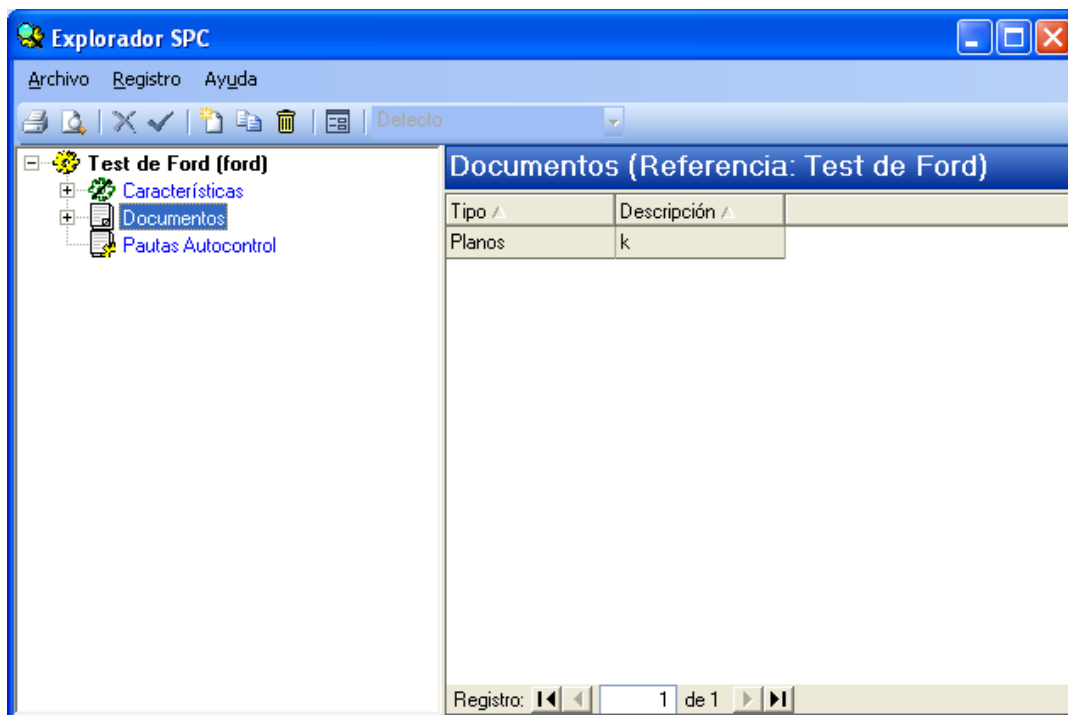 Explorador SPC
Archivo Registro Ayuda
Defecto
Test de Ford (ford)
Características
Documentos
Pautas Autocontrol
Documentos (Referencia: Test de Ford)
Tipo Descripción
Planos k
Registro: 1 de 1